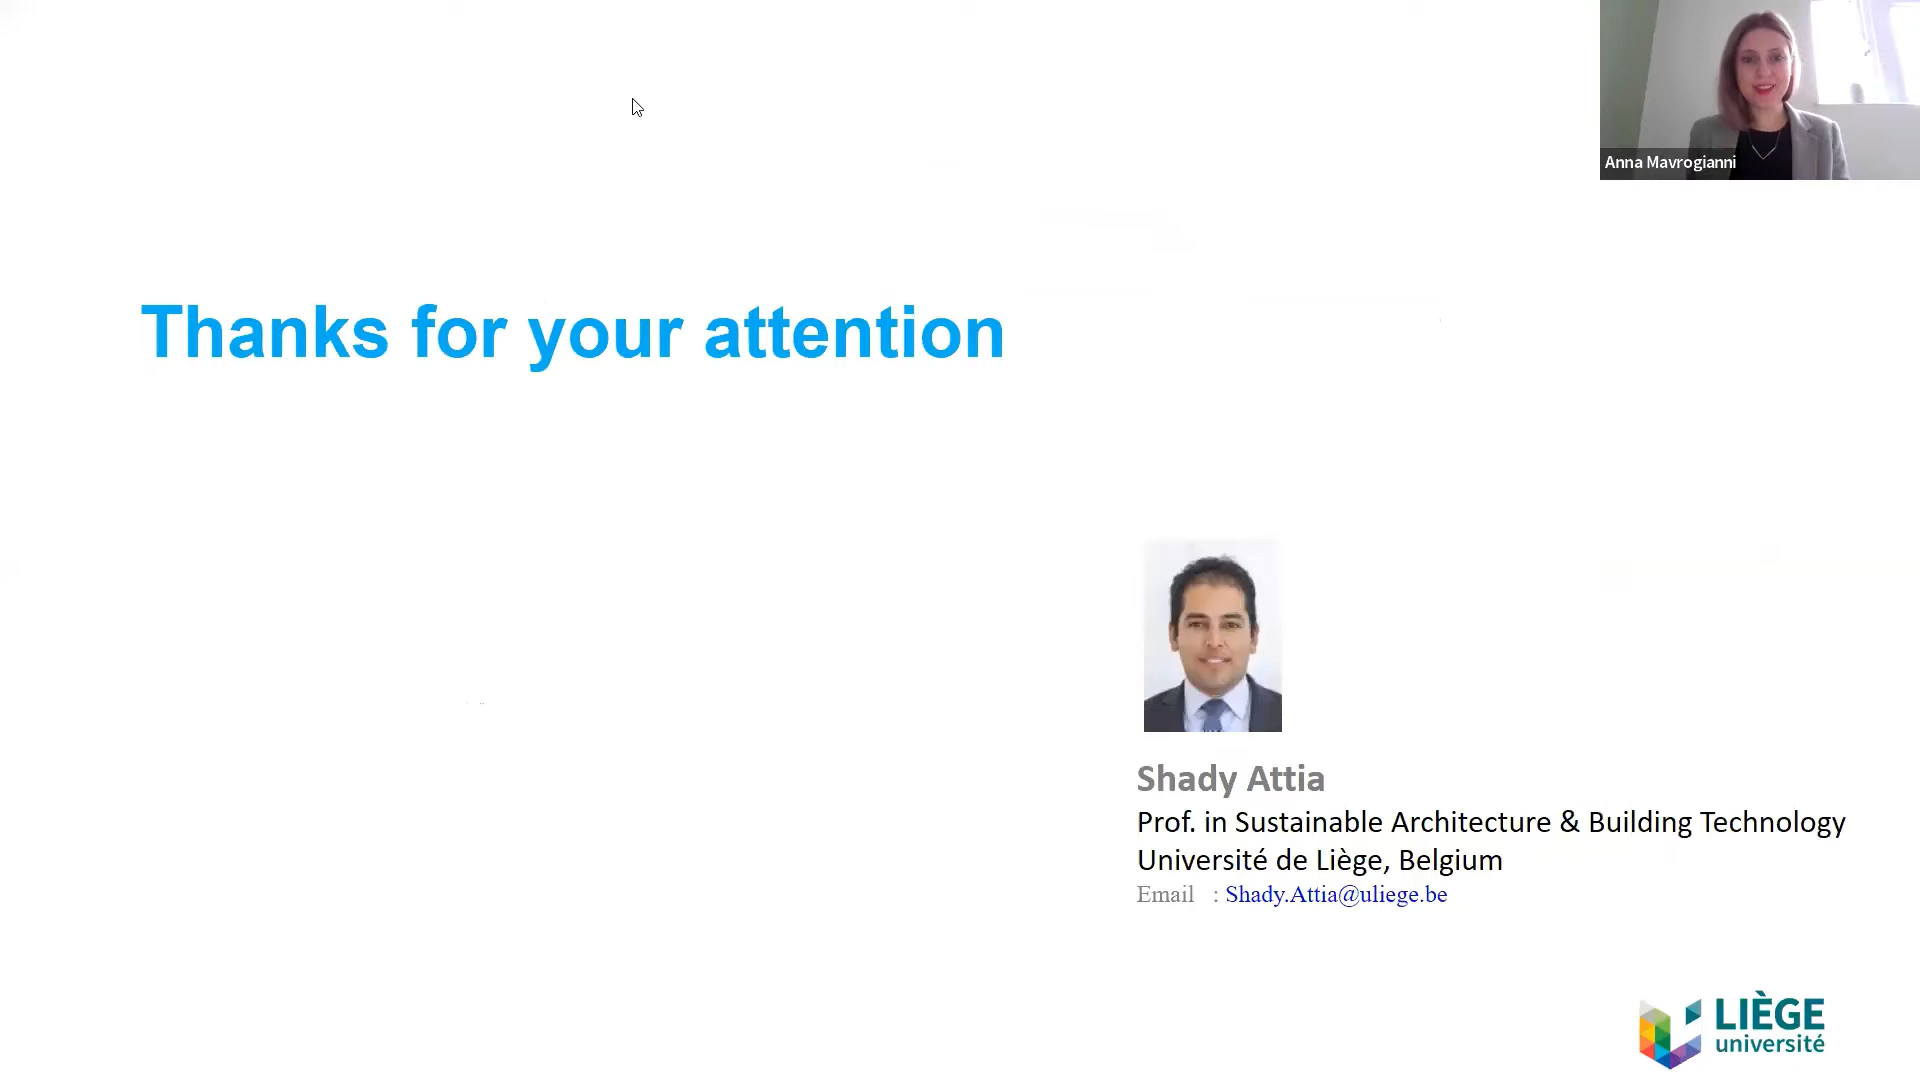 Anna Mavrogianni
Thanks for your attention
Shady Attia
Prof. in Sustainable Architecture & Building Technology
Université de Liège, Belgium
Email : Shady.Attia@uliege.be
LIÈGE
université